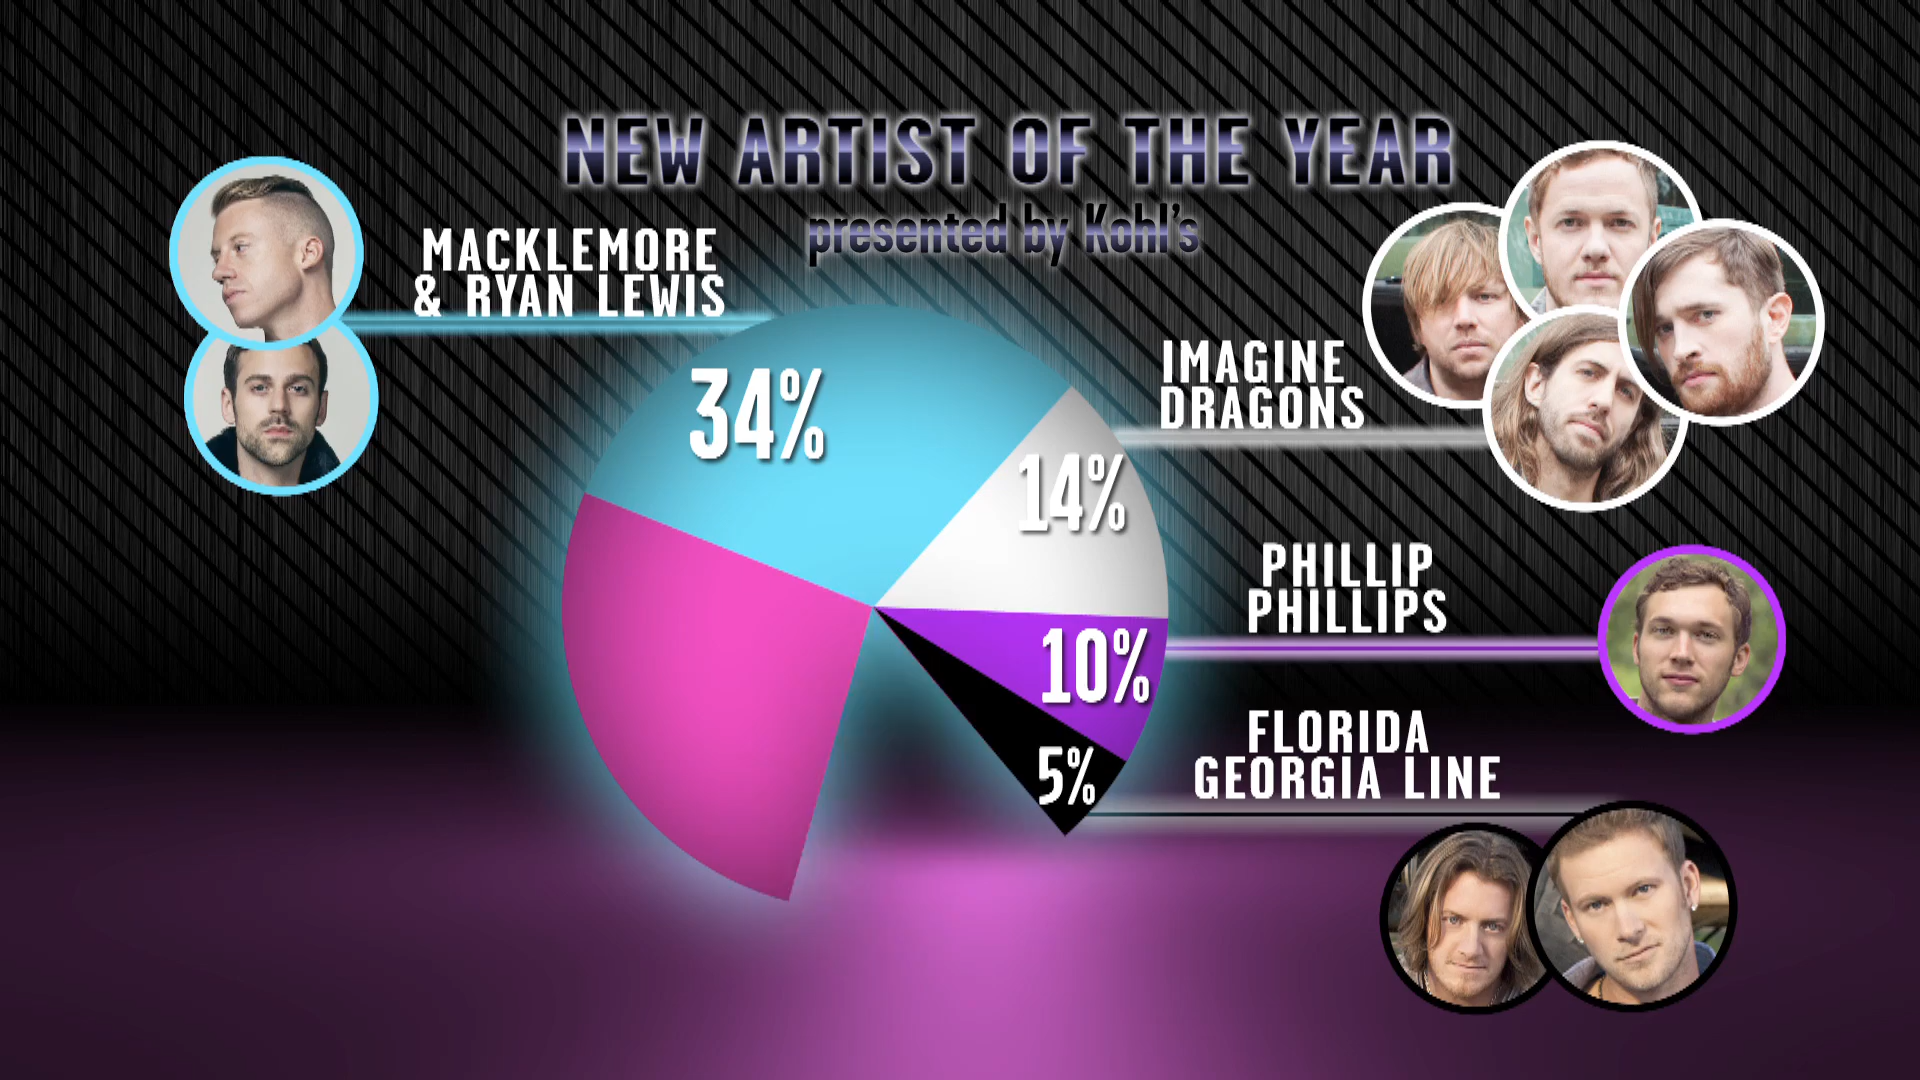 NEW ARTIST OF THE YEAR
presented by Kohl's
MACKLEMORE
& RYAN LEWIS
34%
IMAGINE
DRAGONS
14%
PHILLIP
PHILLIPS
10%
FLORIDA
GEORGIA LINE
5%